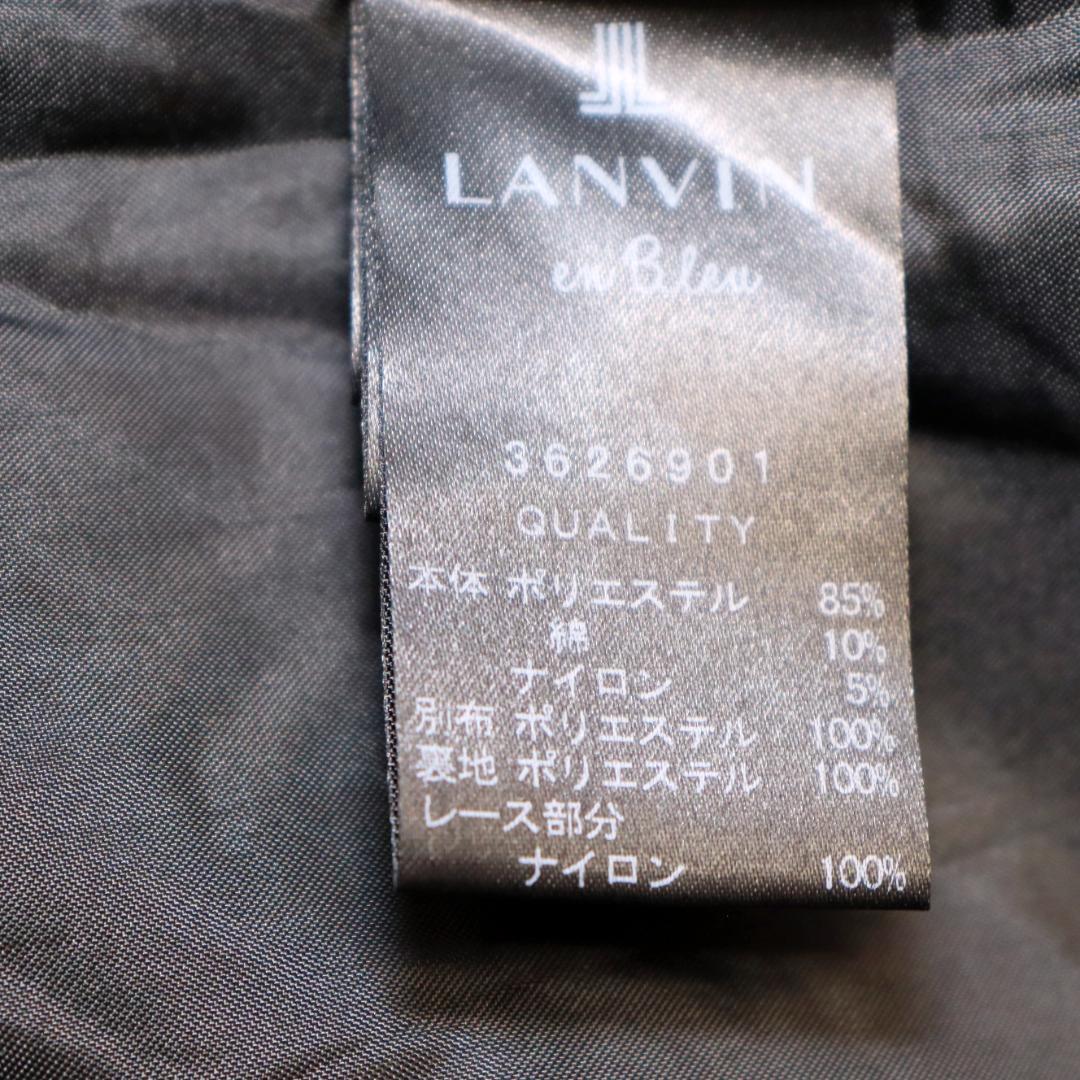 LANVIN
en Bleu
3626901
QUALITY
本体 ポリエステル 85%
綿 10%
ナイロン 5%
別布 ポリエステル 100%
裏地 ポリエステル 100%
レース部分
ナイロン 100%